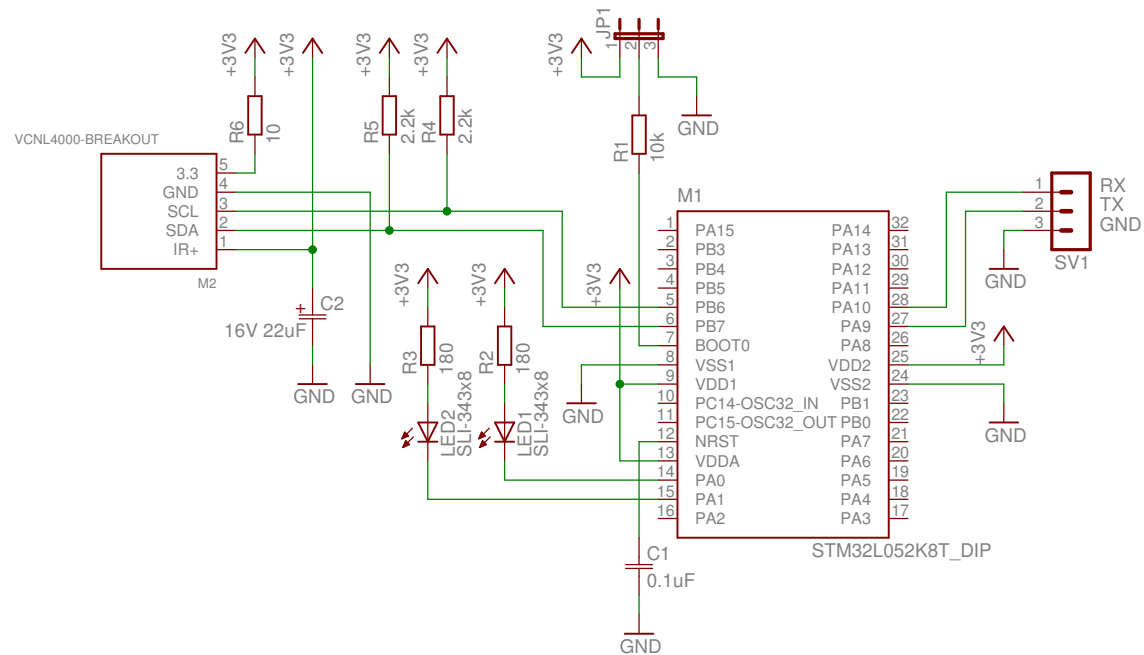 JP1
1
2
3
+3V3
+3V3
+3V3
+3V3
+3V3
GND
R6
10
R5
2.2k
R4
2.2k
R1
10k
VCNL4000-BREAKOUT
3.3 5
GND 4
SCL 3
SDA 2
IR+ 1
M2
+
C2
16V 22uF
GND
GND
+3V3
+3V3
+3V3
R3
180
R2
180
LED2
SLI-343x8
LED1
SLI-343x8
GND
M1
1 PA15 PA14 32
2 PB3 PA13 31
3 PB4 PA12 30
4 PB5 PA11 29
5 PB6 PA10 28
6 PB7 PA9 27
7 BOOT0 PA8 26
8 VSS1 VDD2 25
9 VDD1 VSS2 24
10 PC14-OSC32_IN PB1 23
11 PC15-OSC32_OUT PB0 22
12 NRST PA7 21
13 VDDA PA6 20
14 PA0 PA5 19
15 PA1 PA4 18
16 PA2 PA3 17
STM32L052K8T_DIP
C1
0.1uF
GND
1 RX
2 TX
3 GND
SV1
GND
+3V3
GND